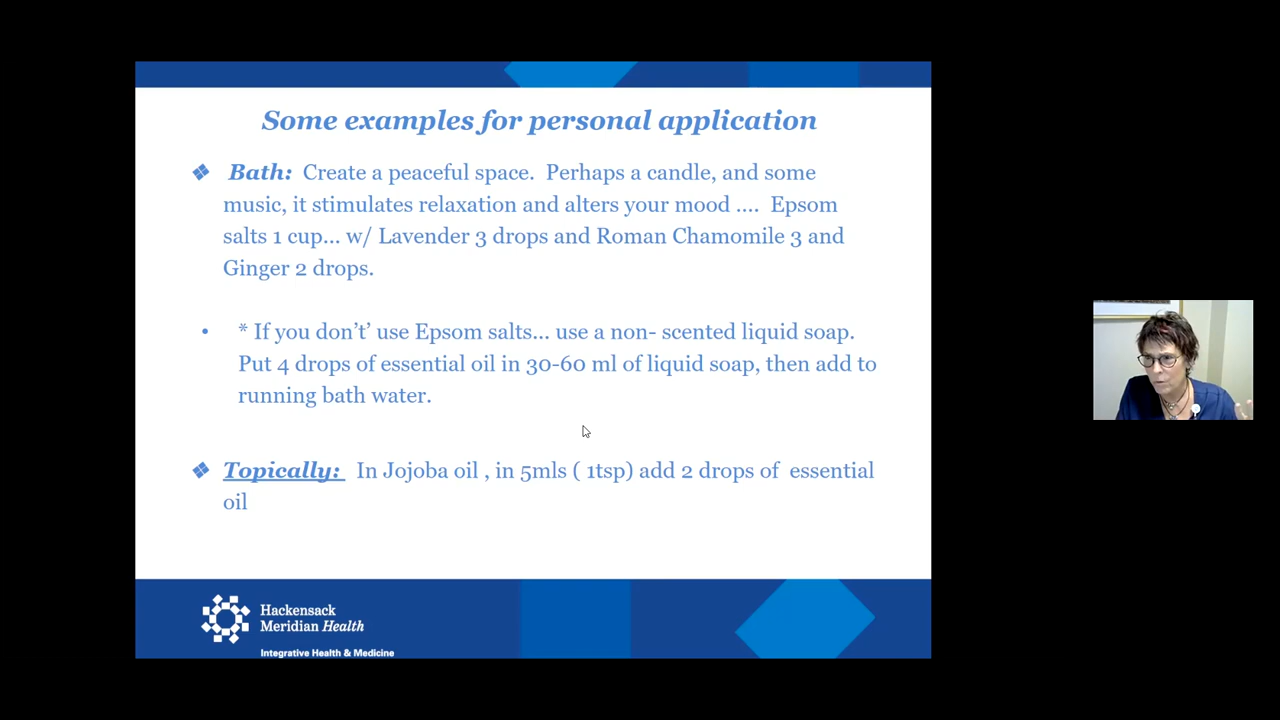 Some examples for personal application
❖ Bath: Create a peaceful space. Perhaps a candle, and some
music, it stimulates relaxation and alters your mood .... Epsom
salts 1 cup... w/ Lavender 3 drops and Roman Chamomile 3 and
Ginger 2 drops.
• * If you don't' use Epsom salts... use a non- scented liquid soap.
Put 4 drops of essential oil in 30-60 ml of liquid soap, then add to
running bath water.
❖ Topically: In Jojoba oil , in 5mls ( 1tsp) add 2 drops of essential
oil
Hackensack
Meridian Health
Integrative Health & Medicine